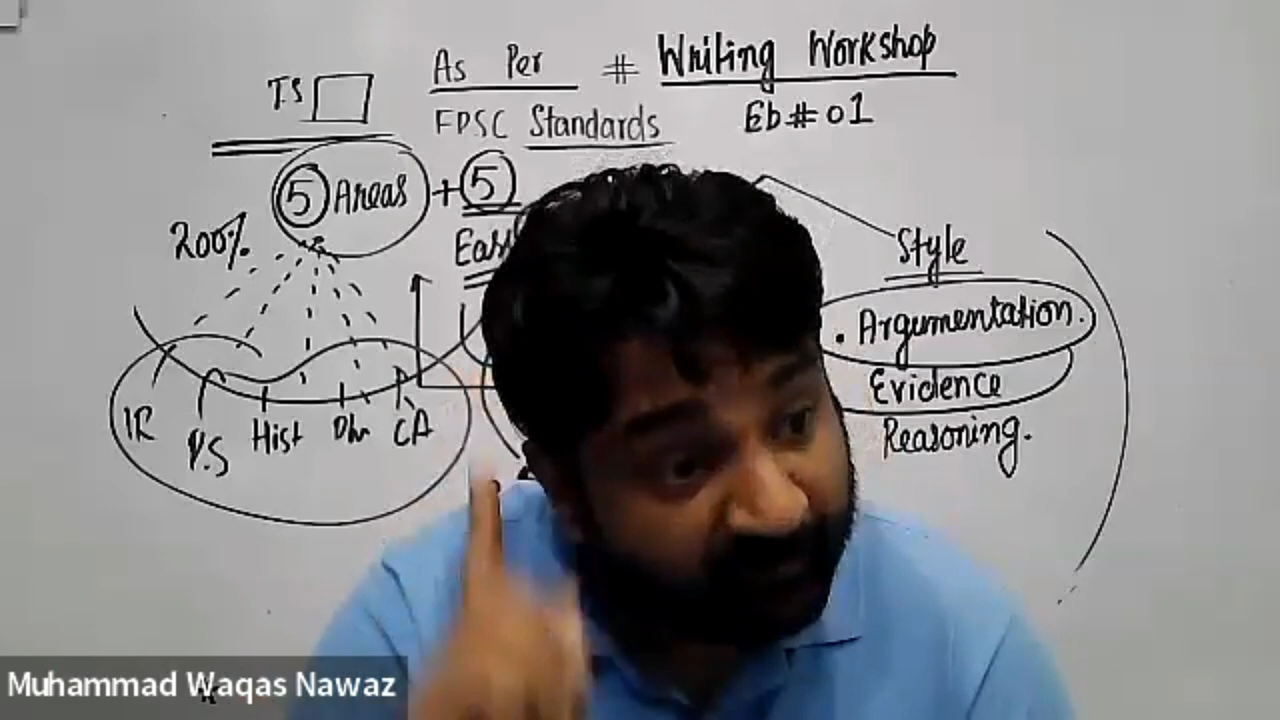 As Per # Writing Workshop
TS
FPSC Standards Eb#01
5 Areas + 5
200%
Style
. Argumentation.
Evidence
IR P.S Hist CA
Reasoning.
Muhammad Waqas Nawaz